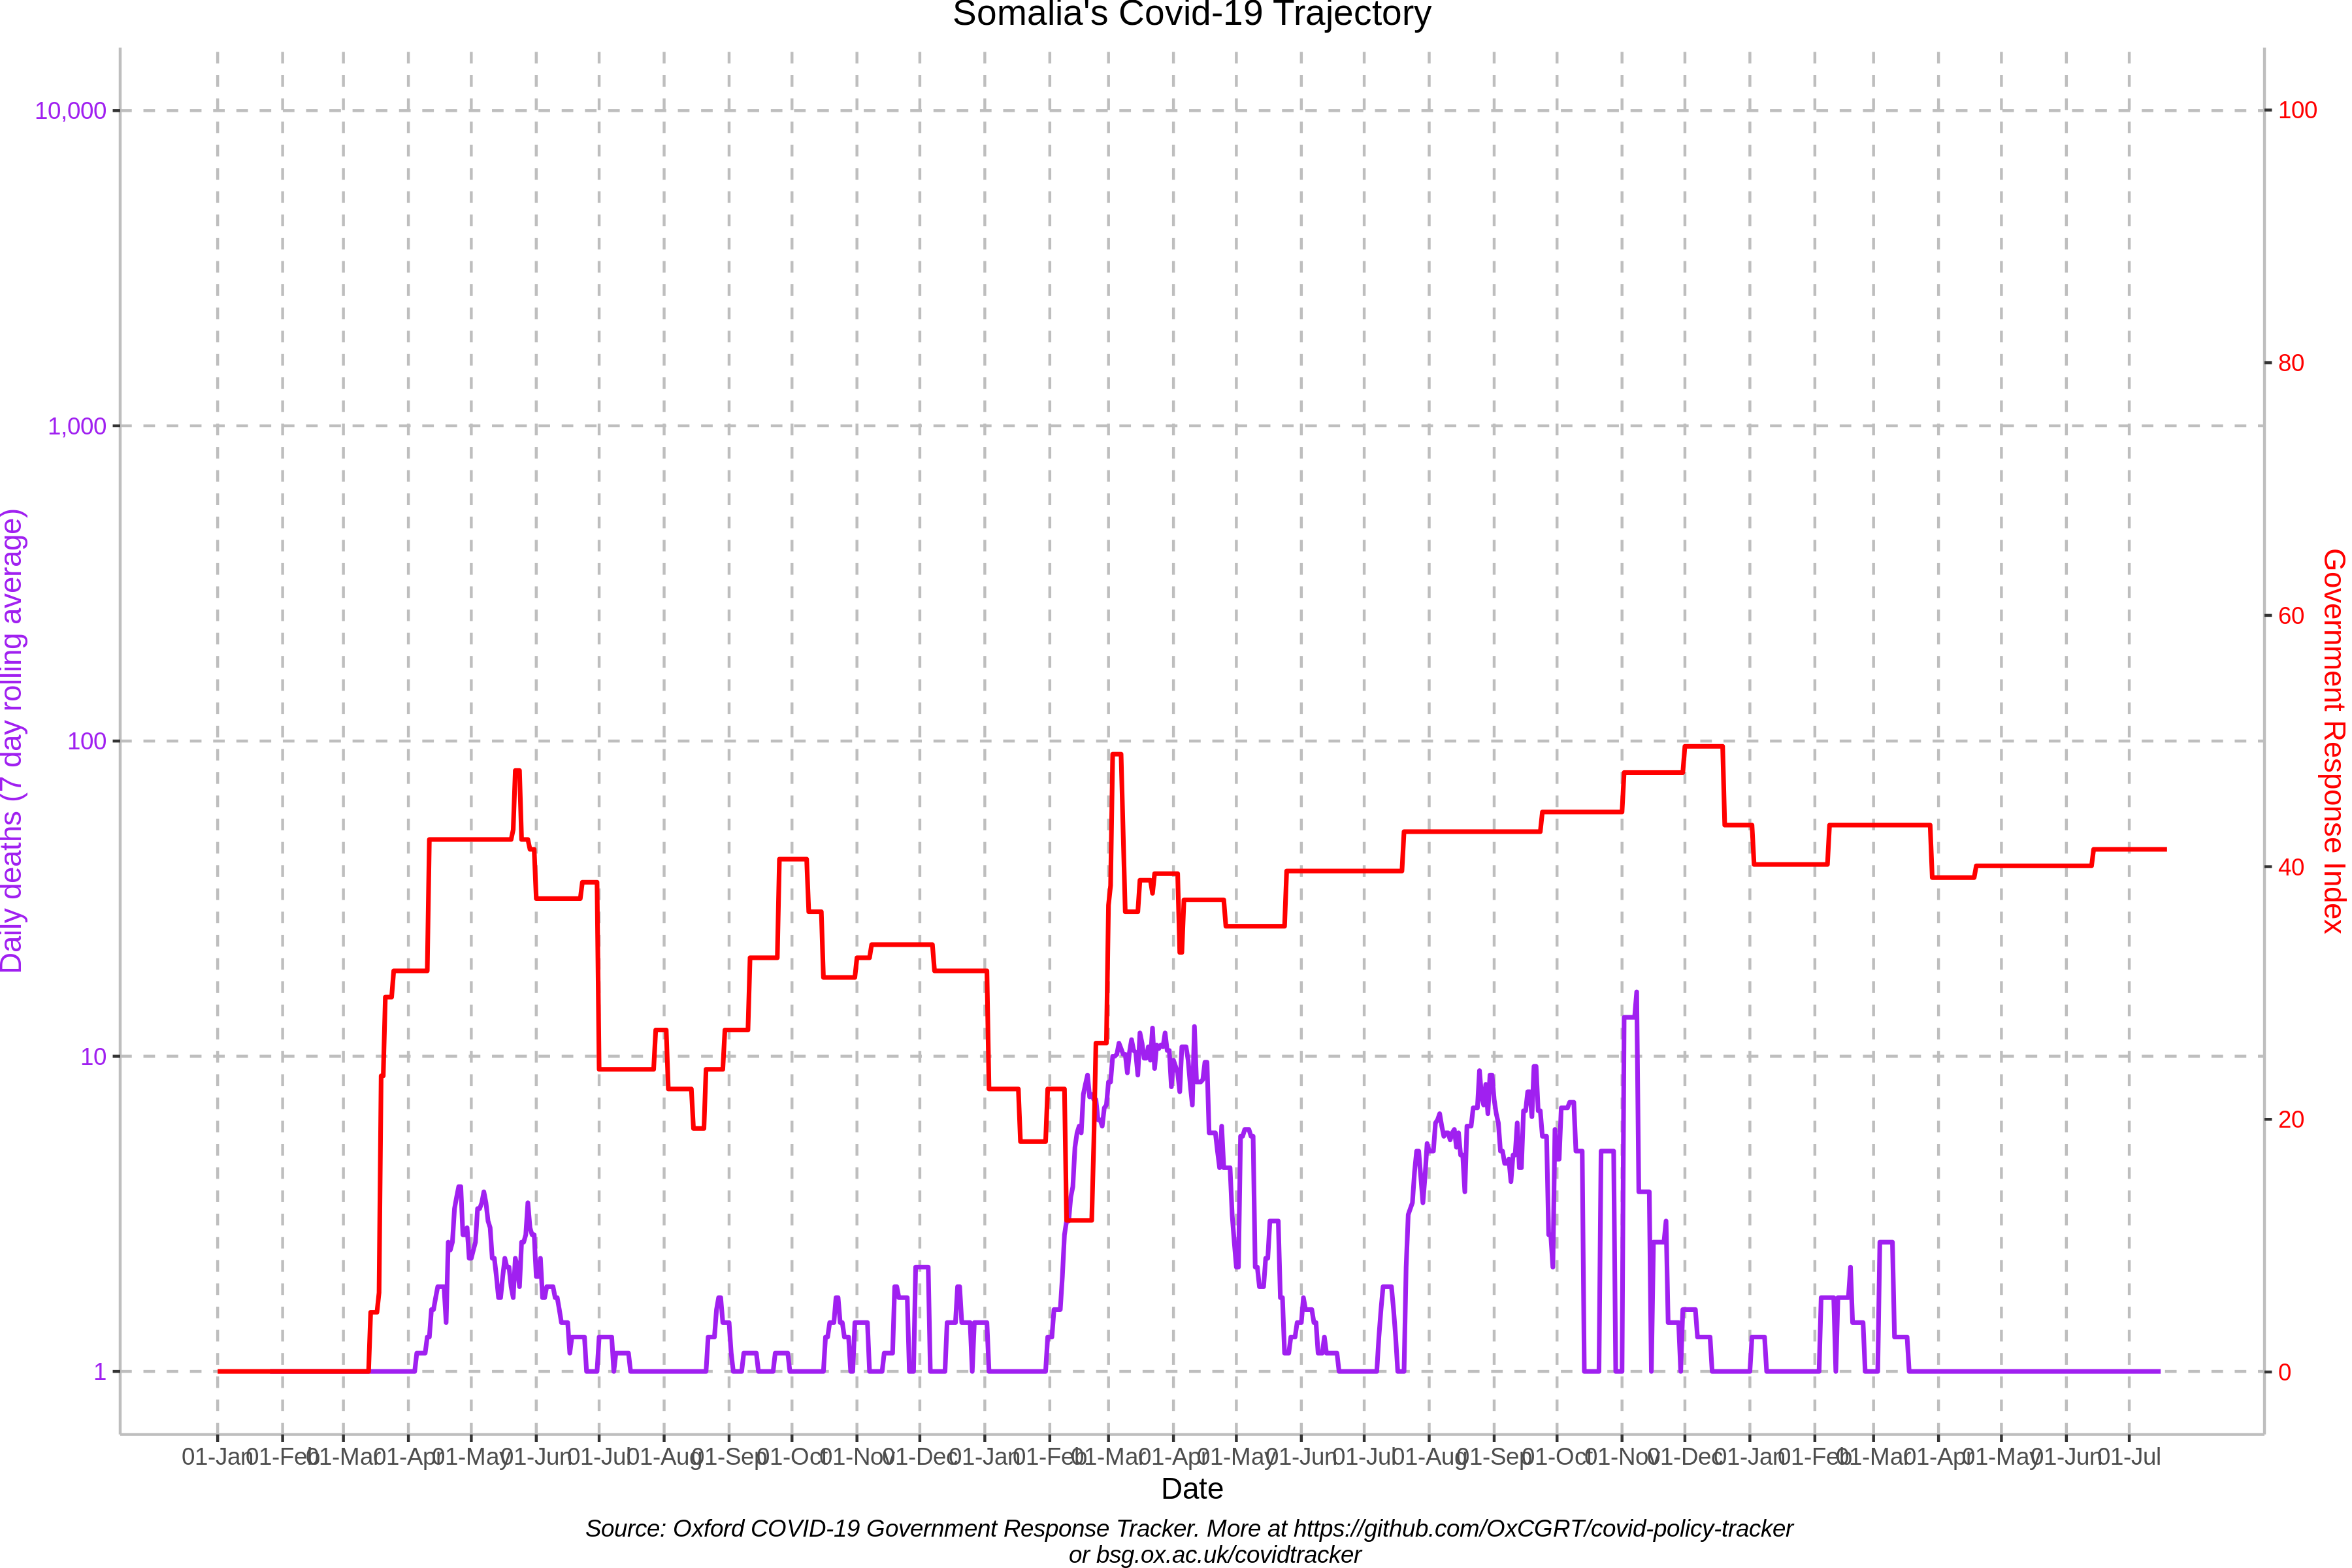 Somalia's Covid-19 Trajectory
10,000
1,000
100
10
1
Daily deaths (7 day rolling average)
100
80
60
40
20
0
Government Response Index
01-Jan 01-Feb 01-Mar 01-Apr 01-May 01-Jun 01-Jul 01-Aug 01-Sep 01-Oct 01-Nov 01-Dec 01-Jan 01-Feb 01-Mar 01-Apr 01-May 01-Jun 01-Jul 01-Aug 01-Sep 01-Oct 01-Nov 01-Dec 01-Jan 01-Feb 01-Mar 01-Apr 01-May 01-Jun 01-Jul
Date
Source: Oxford COVID-19 Government Response Tracker. More at https://github.com/OxCGRT/covid-policy-tracker
or bsg.ox.ac.uk/covidtracker